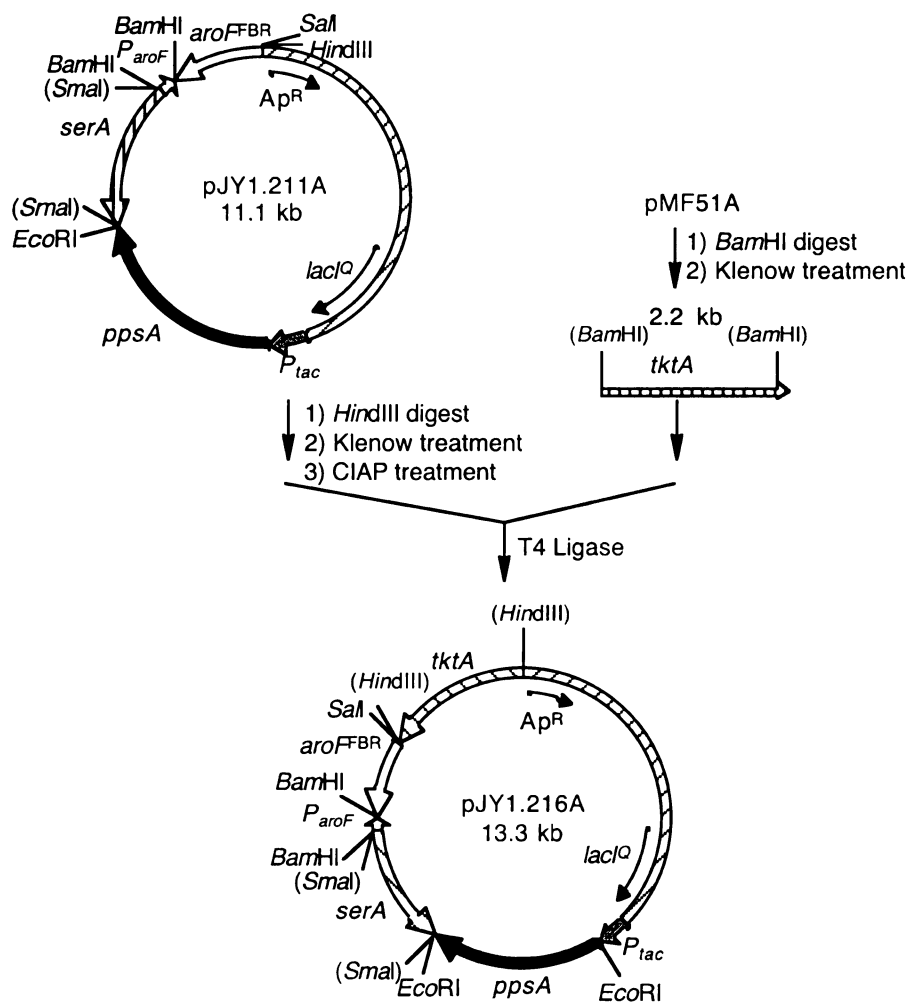 BamHI
aroFFBR
SalI
HindIII
ParoF
BamHI
(SmaI)
ApR
serA
pJY1.211A
11.1 kb
(SmaI)
EcoRI
lacIQ
ppsA
Ptac
pMF51A
1) BamHI digest
2) Klenow treatment
2.2 kb
(BamHI)
(BamHI)
tktA
1) HindIII digest
2) Klenow treatment
3) CIAP treatment
T4 Ligase
(HindIII)
tktA
(HindIII)
SalI
ApR
aroFFBR
BamHI
ParoF
pJY1.216A
13.3 kb
BamHI
(SmaI)
lacIQ
serA
Ptac
(SmaI)
EcoRI
ppsA
EcoRI